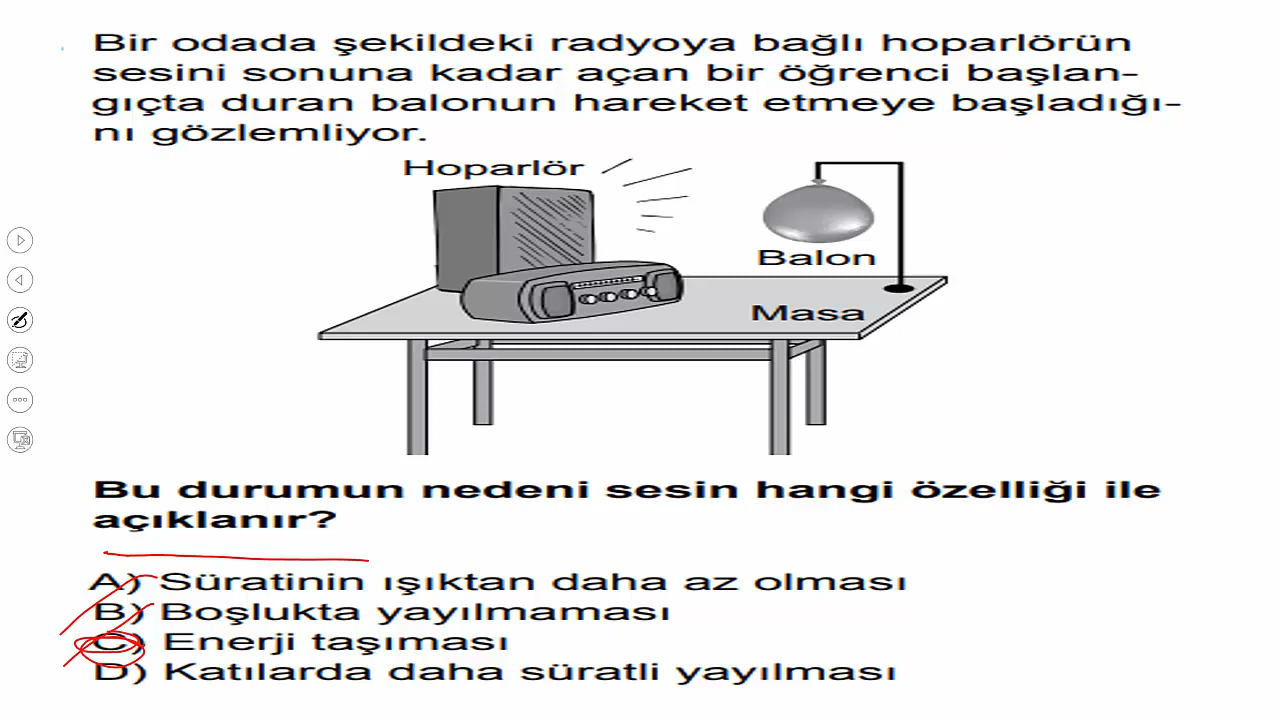 Bir odada şekildeki radyoya bağlı hoparlörün
sesini sonuna kadar açan bir öğrenci başlan-
gıçta duran balonun hareket etmeye başladığı-
nı gözlemliyor.
Hoparlör
Balon
Masa
Bu durumun nedeni sesin hangi özelliği ile
açıklanır?
A) Süratinin ışıktan daha az olması
B) Boşlukta yayılmaması
C) Enerji taşıması
D) Katılarda daha süratli yayılması